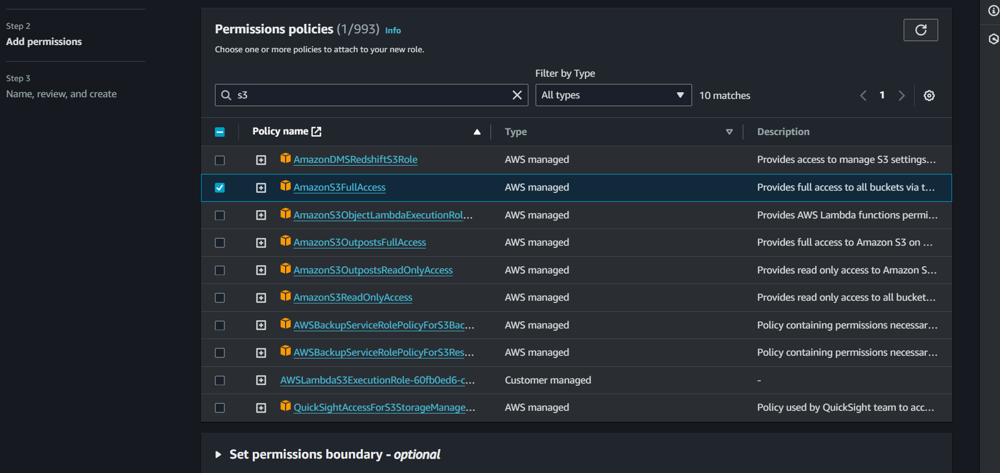 Step 2
Add permissions
Step 3
Name, review, and create
Permissions policies (1/993) Info
Choose one or more policies to attach to your new role.
Filter by Type
s3
All types
10 matches
1
Policy name
Type
Description
AmazonDMSRedshiftS3Role AWS managed Provides access to manage S3 settings...
AmazonS3FullAccess AWS managed Provides full access to all buckets via t...
AmazonS3ObjectLambdaExecutionRol... AWS managed Provides AWS Lambda functions permi...
AmazonS3OutpostsFullAccess AWS managed Provides full access to Amazon S3 on ...
AmazonS3OutpostsReadOnlyAccess AWS managed Provides read only access to Amazon S...
AmazonS3ReadOnlyAccess AWS managed Provides read only access to all bucket...
AWSBackupServiceRolePolicyForS3Bac... AWS managed Policy containing permissions necessar...
AWSBackupServiceRolePolicyForS3Res... AWS managed Policy containing permissions necessar...
AWSLambdaS3ExecutionRole-60fb0ed6-c... Customer managed -
QuickSightAccessForS3StorageManage... AWS managed Policy used by QuickSight team to acc...
Set permissions boundary - optional